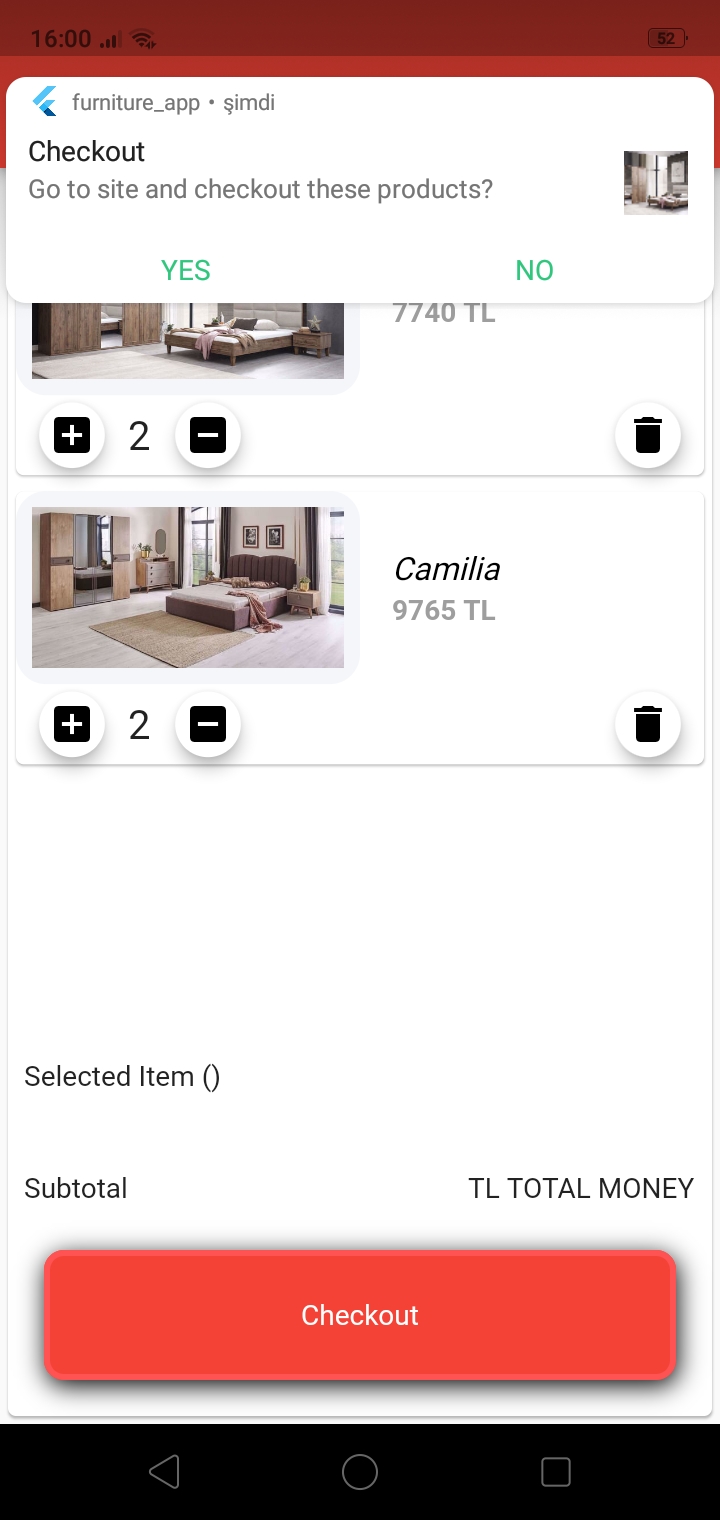 16:00
52
furniture_app • şimdi
Checkout
Go to site and checkout these products?
YES NO
7740 TL
2
Camilia
9765 TL
2
Selected Item ()
Subtotal TL TOTAL MONEY
Checkout